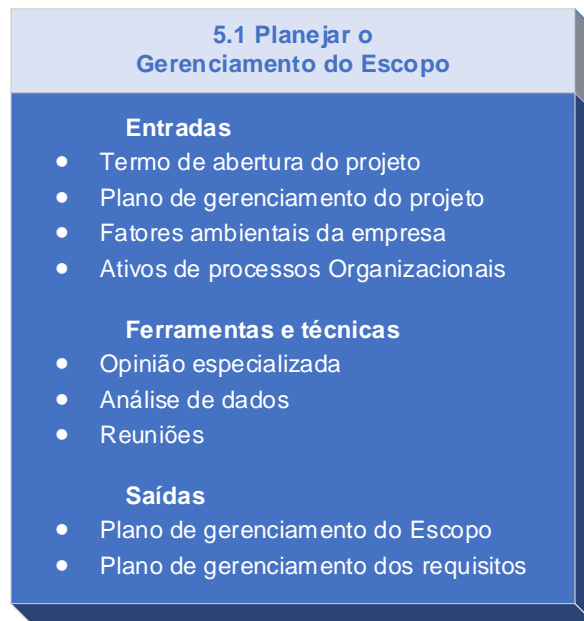 5.1 Planejar o
Gerenciamento do Escopo
Entradas
• Termo de abertura do projeto
• Plano de gerenciamento do projeto
• Fatores ambientais da empresa
• Ativos de processos Organizacionais
Ferramentas e técnicas
• Opinião especializada
• Análise de dados
• Reuniões
Saídas
• Plano de gerenciamento do Escopo
• Plano de gerenciamento dos requisitos